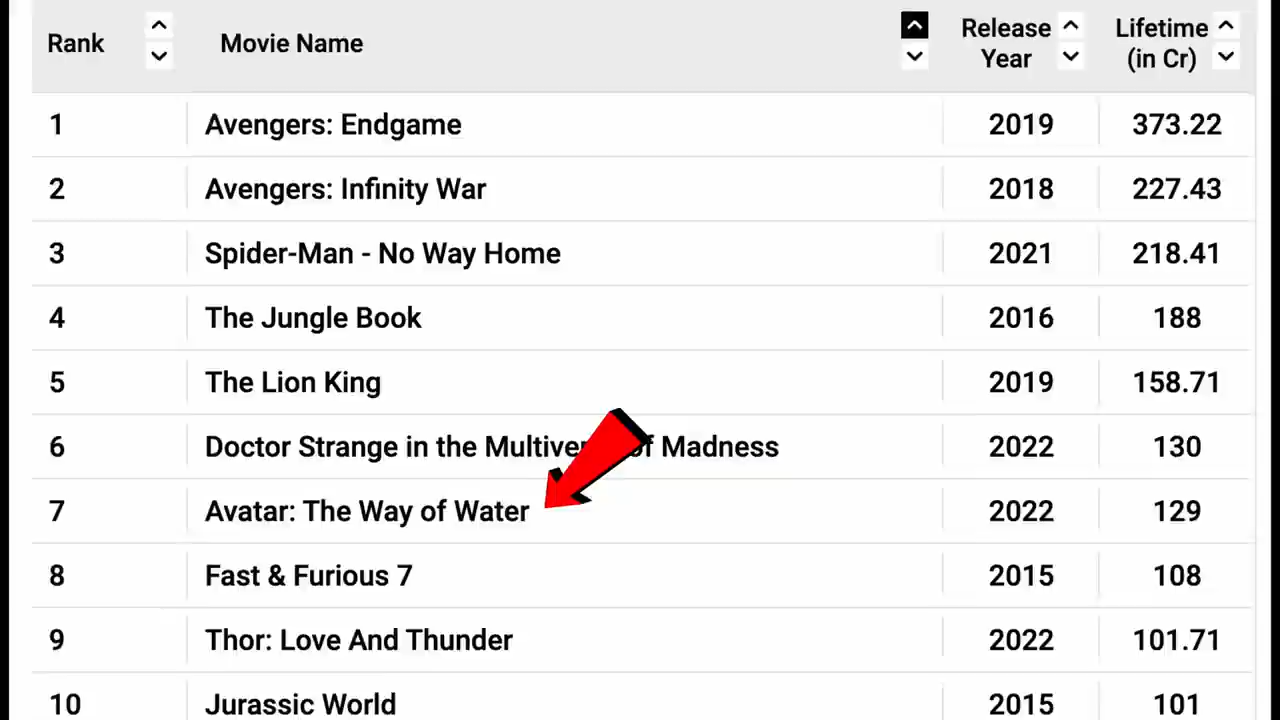 Rank Movie Name Release Year Lifetime (in Cr)
1 Avengers: Endgame 2019 373.22
2 Avengers: Infinity War 2018 227.43
3 Spider-Man - No Way Home 2021 218.41
4 The Jungle Book 2016 188
5 The Lion King 2019 158.71
6 Doctor Strange in the Multiver of Madness 2022 130
7 Avatar: The Way of Water 2022 129
8 Fast & Furious 7 2015 108
9 Thor: Love And Thunder 2022 101.71
10 Jurassic World 2015 101